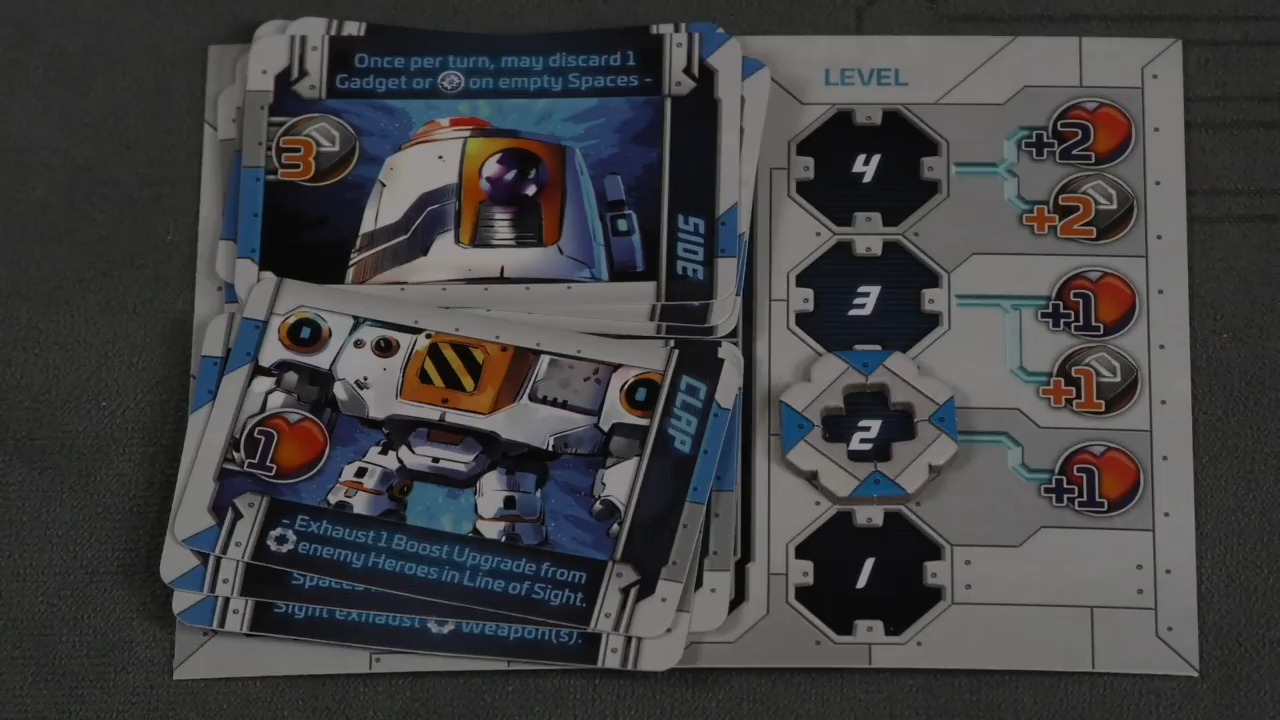 Once per turn, may discard 1
Gadget or on empty Spaces -
3
SIDE
CLAP
1
- Exhaust 1 Boost Upgrade from
enemy Heroes in Line of Sight.
Spaces
Sight exhaust Weapon(s).
LEVEL
4
+2
+2
3
+1
+1
2
+1
1